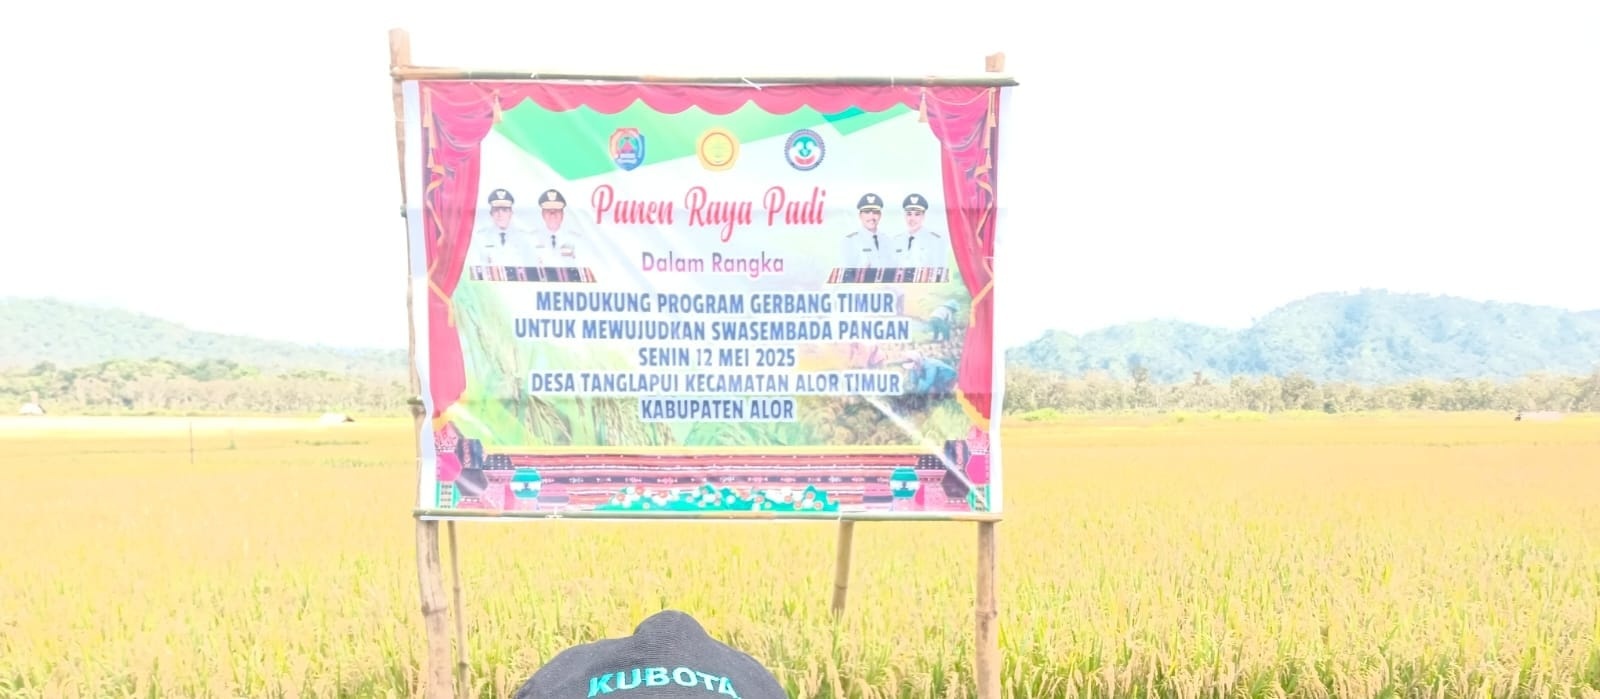 Panen Raya Padi
Dalam Rangka
MENDUKUNG PROGRAM GERBANG TIMUR
UNTUK MEWUJUDKAN SWASEMBADA PANGAN
SENIN 12 MEI 2025
DESA TANGLAPUI KECAMATAN ALOR TIMUR
KABUPATEN ALOR
KUBOTA